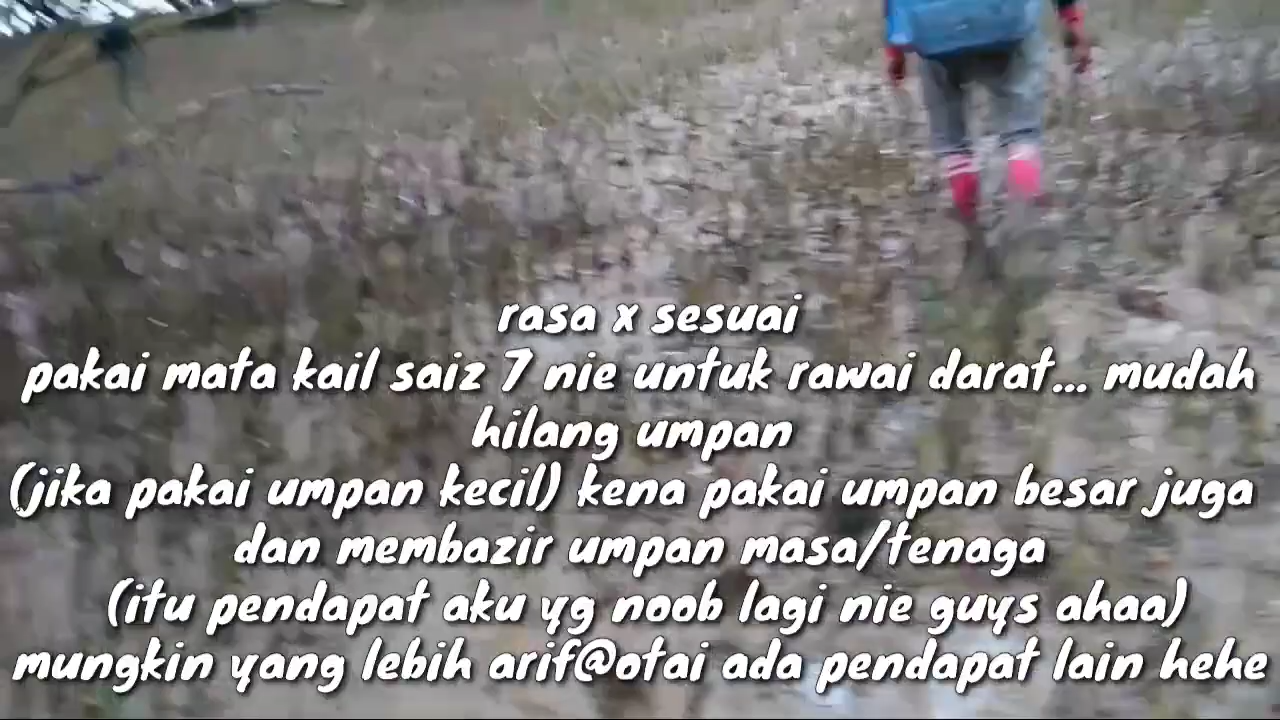 rasa x sesuai
pakai mata kail saiz 7 nie untuk rawai darat... mudah
hilang umpan
(jika pakai umpan kecil) kena pakai umpan besar juga
dan membazir umpan masa/tenaga
(itu pendapat aku yg noob lagi nie guys ahaa)
mungkin yang lebih arif@otai ada pendapat lain hehe